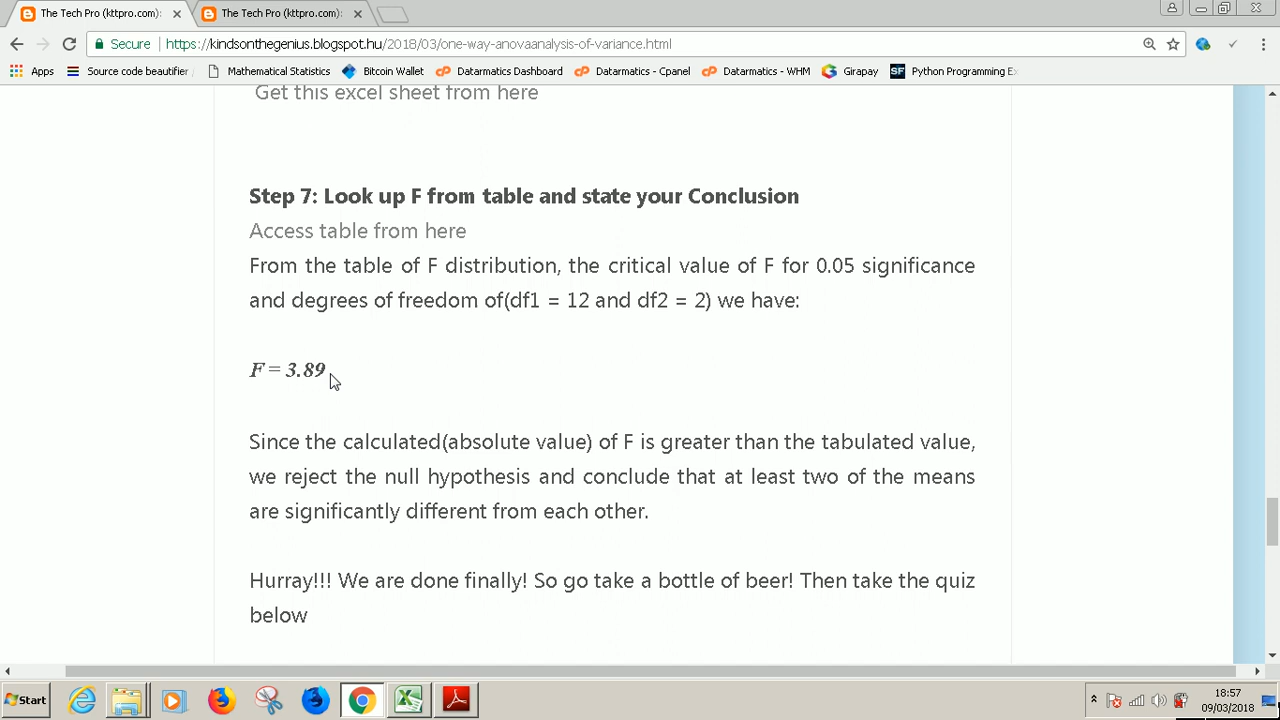 The Tech Pro (kttpro.com):
The Tech Pro (kttpro.com):
Secure
https://kindsonthegenius.blogspot.hu/2018/03/one-way-anovaanalysis-of-variance.html
Apps
Source code beautifier
Mathematical Statistics
Bitcoin Wallet
Datarmatics Dashboard
Datarmatics - Cpanel
Datarmatics - WHM
Girapay
SF
Python Programming Ex
Get this excel sheet from here
Step 7: Look up F from table and state your Conclusion
Access table from here
From the table of F distribution, the critical value of F for 0.05 significance
and degrees of freedom of(df1 = 12 and df2 = 2) we have:
F = 3.89
Since the calculated(absolute value) of F is greater than the tabulated value,
we reject the null hypothesis and conclude that at least two of the means
are significantly different from each other.
Hurray!!! We are done finally! So go take a bottle of beer! Then take the quiz
below
Start
18:57
09/03/2018